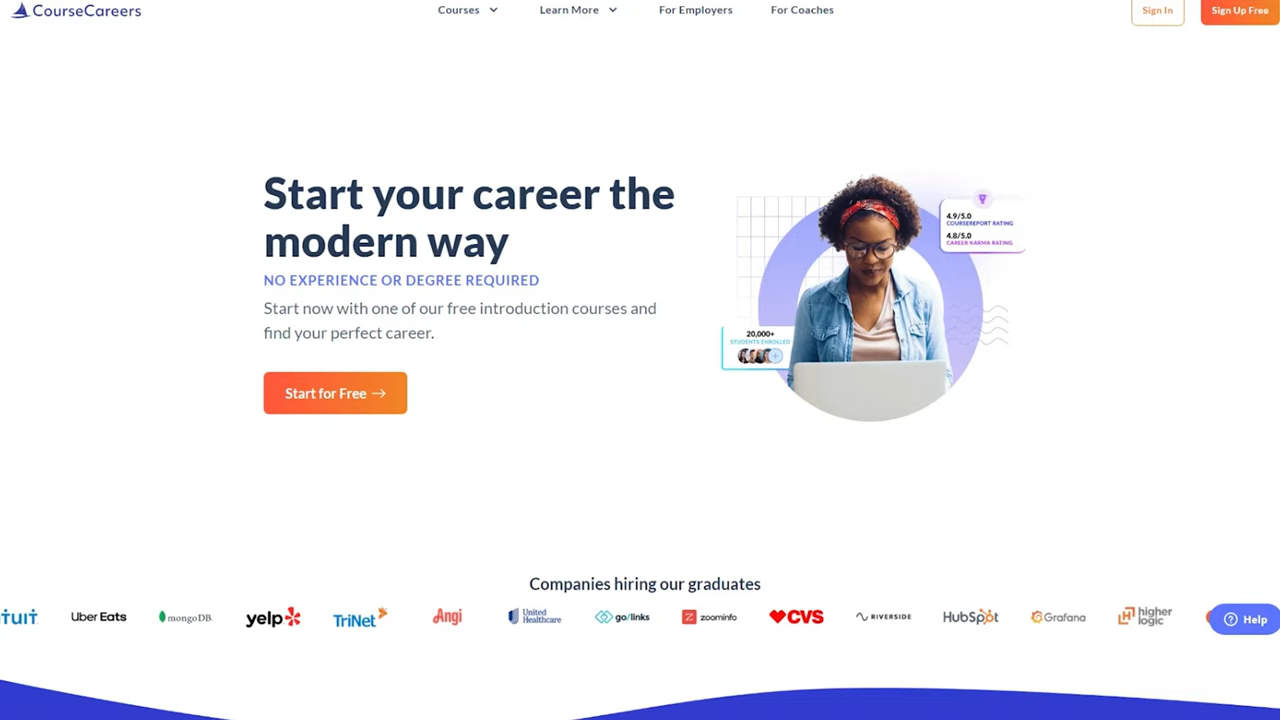 CourseCareers
Courses
Learn More
For Employers
For Coaches
Sign In
Sign Up Free
Start your career the
modern way
NO EXPERIENCE OR DEGREE REQUIRED
Start now with one of our free introduction courses and
find your perfect career.
Start for Free →
4.9/5.0
COURSEREPORT RATING
4.8/5.0
CAREER KARMA RATING
20,000+
STUDENTS ENROLLED
Companies hiring our graduates
tuit Uber Eats mongoDB yelp TriNet Angi United Healthcare go/links zoominfo CVS RIVERSIDE HubSpot Grafana higher logic
Help